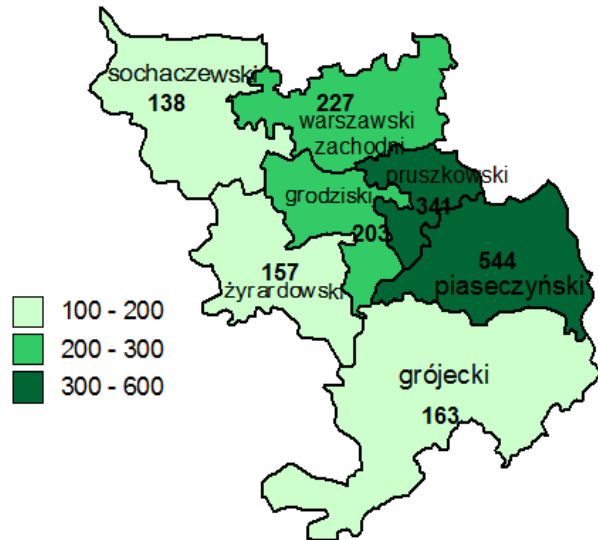 sochaczewski
138
227
warszawski
zachodni
pruszkowski
341
grodziski
203
157
żyrardowski
544
piaseczyński
100 - 200
200 - 300
300 - 600
grójecki
163